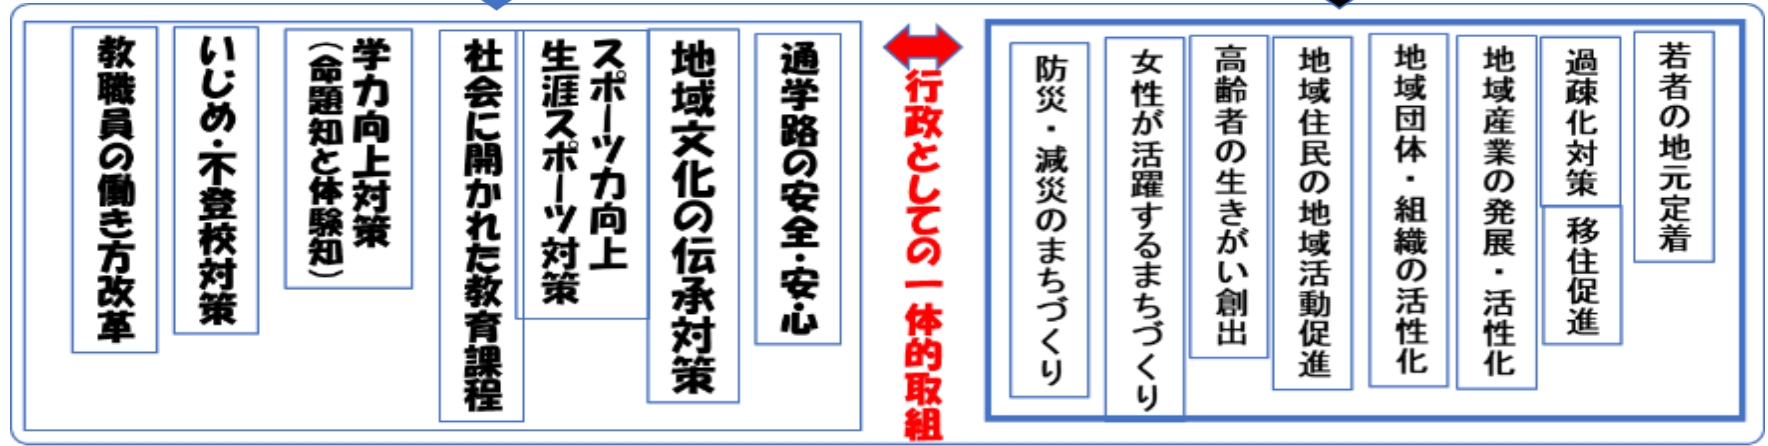 若者の地元定着
過疎化対策
移住促進
地域産業の発展・活性化
地域団体・組織の活性化
地域住民の地域活動促進
高齢者の生きがい創出
女性が活躍するまちづくり
防災・減災のまちづくり
行政としての一体的取組
通学路の安全・安心
地域文化の伝承対策
スポーツ力向上
生涯スポーツ対策
社会に開かれた教育課程
学力向上対策
（命題知と体験知）
いじめ・不登校対策
教職員の働き方改革